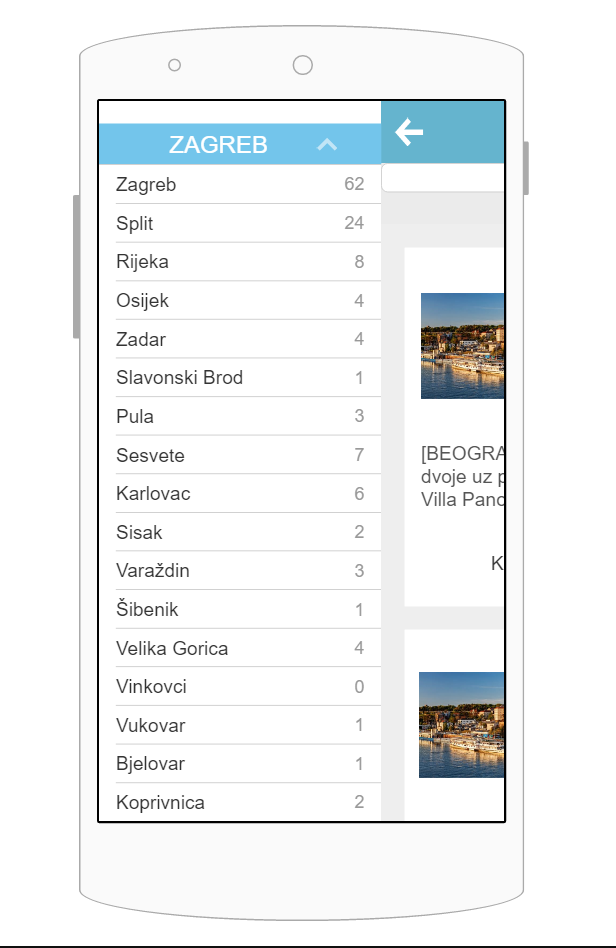 ZAGREB
Zagreb 62
Split 24
Rijeka 8
Osijek 4
Zadar 4
Slavonski Brod 1
Pula 3
Sesvete 7
Karlovac 6
Sisak 2
Varaždin 3
Šibenik 1
Velika Gorica 4
Vinkovci 0
Vukovar 1
Bjelovar 1
Koprivnica 2
[BEOGRA
dvoje uz p
Villa Pano
K